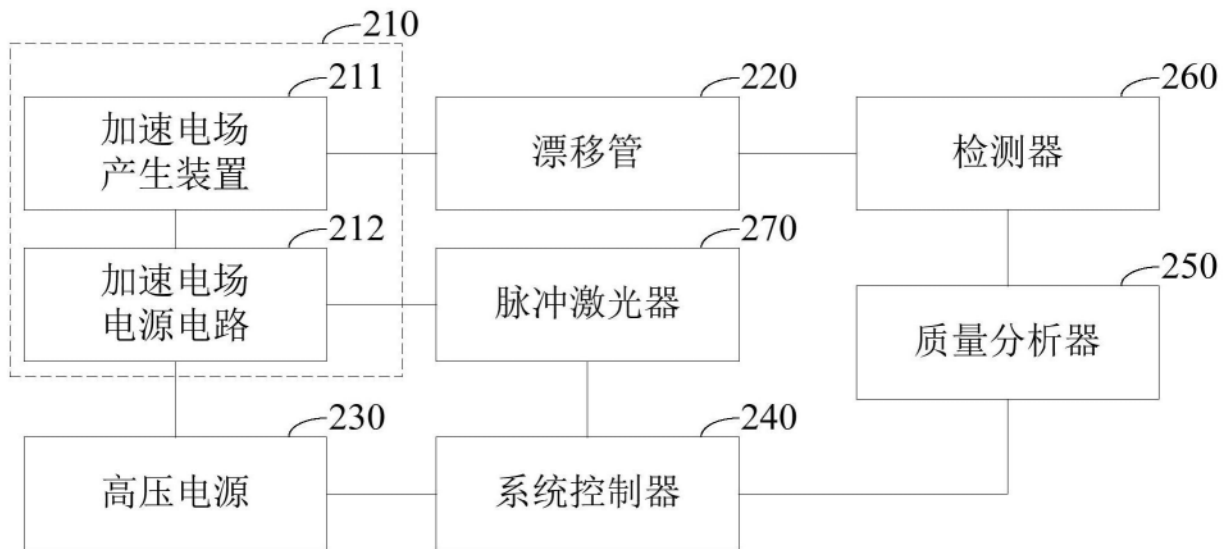 210
211
220
260
加速电场
产生装置
漂移管
检测器
212
270
250
加速电场
电源电路
脉冲激光器
质量分析器
230
240
高压电源
系统控制器